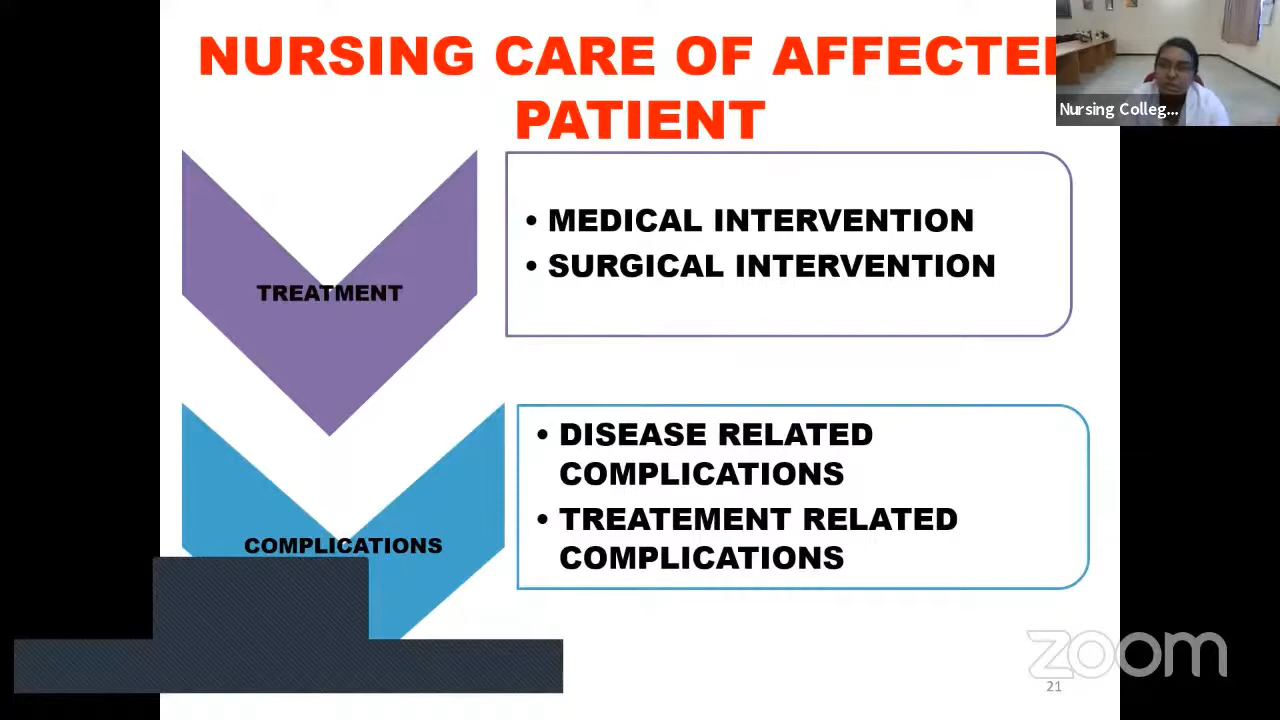 NURSING CARE OF AFFECTE
PATIENT
Nursing Colleg...
TREATMENT
• MEDICAL INTERVENTION
• SURGICAL INTERVENTION
COMPLICATIONS
• DISEASE RELATED
COMPLICATIONS
• TREATEMENT RELATED
COMPLICATIONS
zoom
21